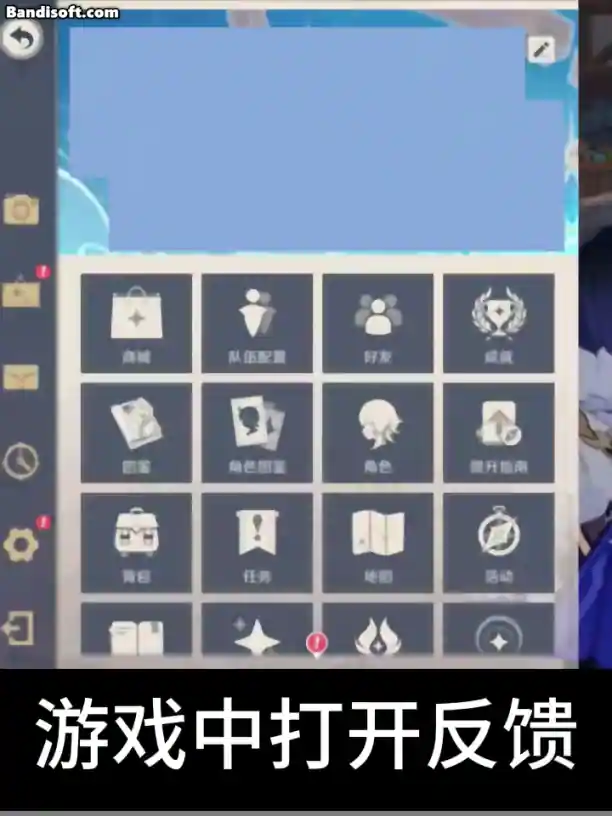 Bandisoft.com
商城
队伍配置
好友
成就
图鉴
角色图鉴
角色
提升指南
背包
任务
地图
活动
游戏中打开反馈